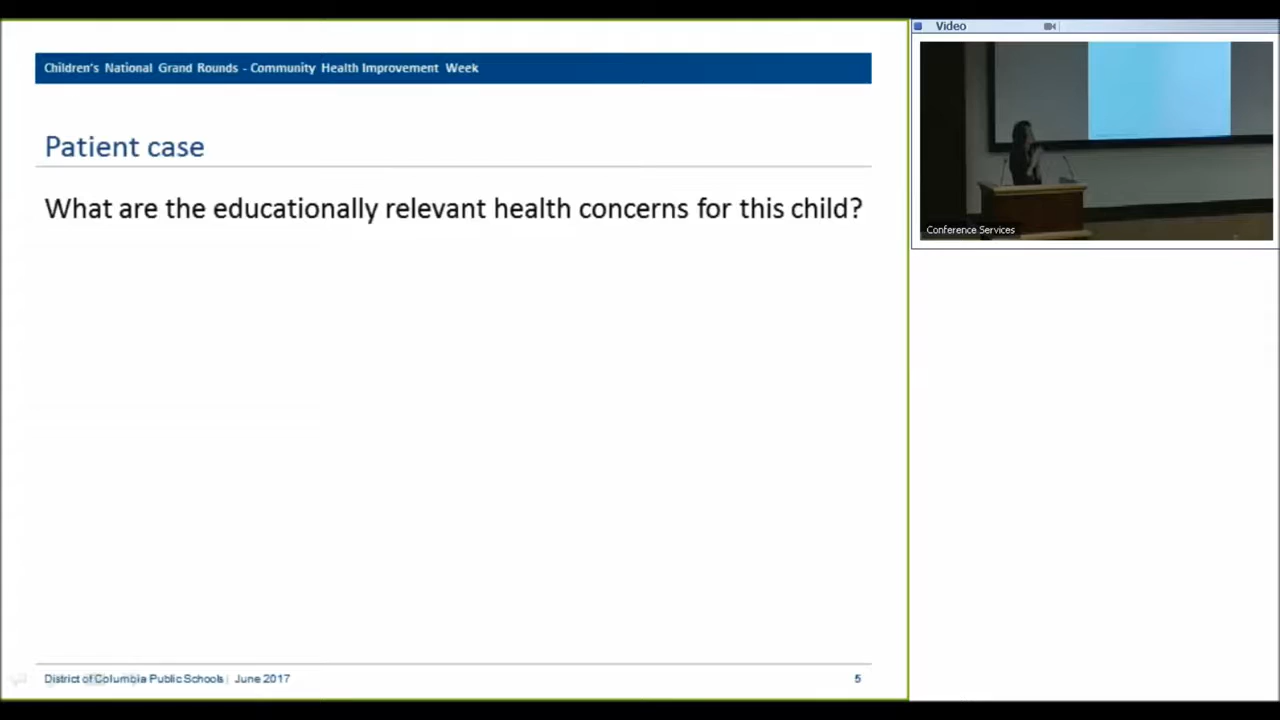 Children's National Grand Rounds - Community Health Improvement Week
Patient case
What are the educationally relevant health concerns for this child?
District of Columbia Public Schools | June 2017
5
Video
Conference Services